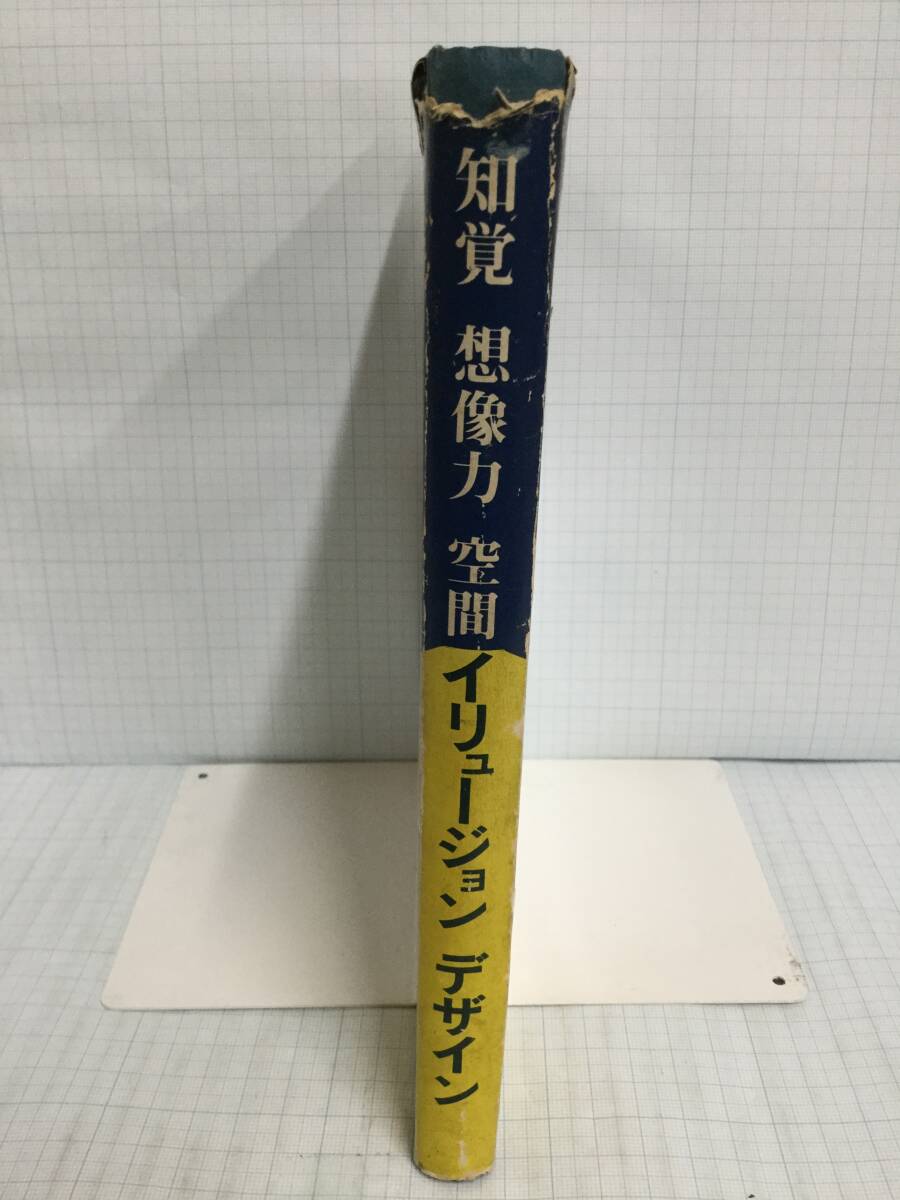 知覚 想像力 空間
イリュージョン デザイン